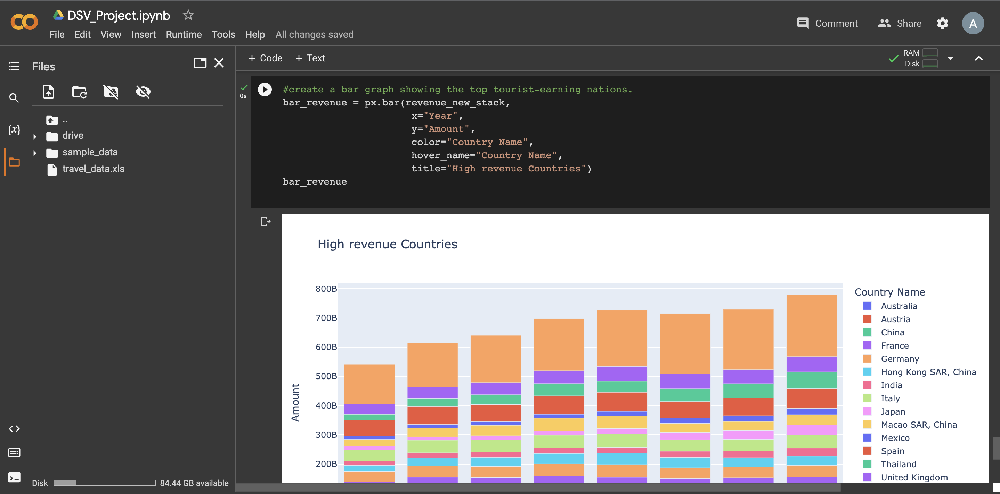 DSV_Project.ipynb
File Edit View Insert Runtime Tools Help All changes saved
Comment Share A
Files
+ Code + Text
RAM
Disk
{x}
..
drive
sample_data
travel_data.xls
Disk 84.44 GB available
0s
#create a bar graph showing the top tourist-earning nations.
bar_revenue = px.bar(revenue_new_stack,
x="Year",
y="Amount",
color="Country Name",
hover_name="Country Name",
title="High revenue Countries")
bar_revenue
High revenue Countries
800B
700B
600B
500B
400B
300B
200B
Amount
Country Name
Australia
Austria
China
France
Germany
Hong Kong SAR, China
India
Italy
Japan
Macao SAR, China
Mexico
Spain
Thailand
United Kingdom